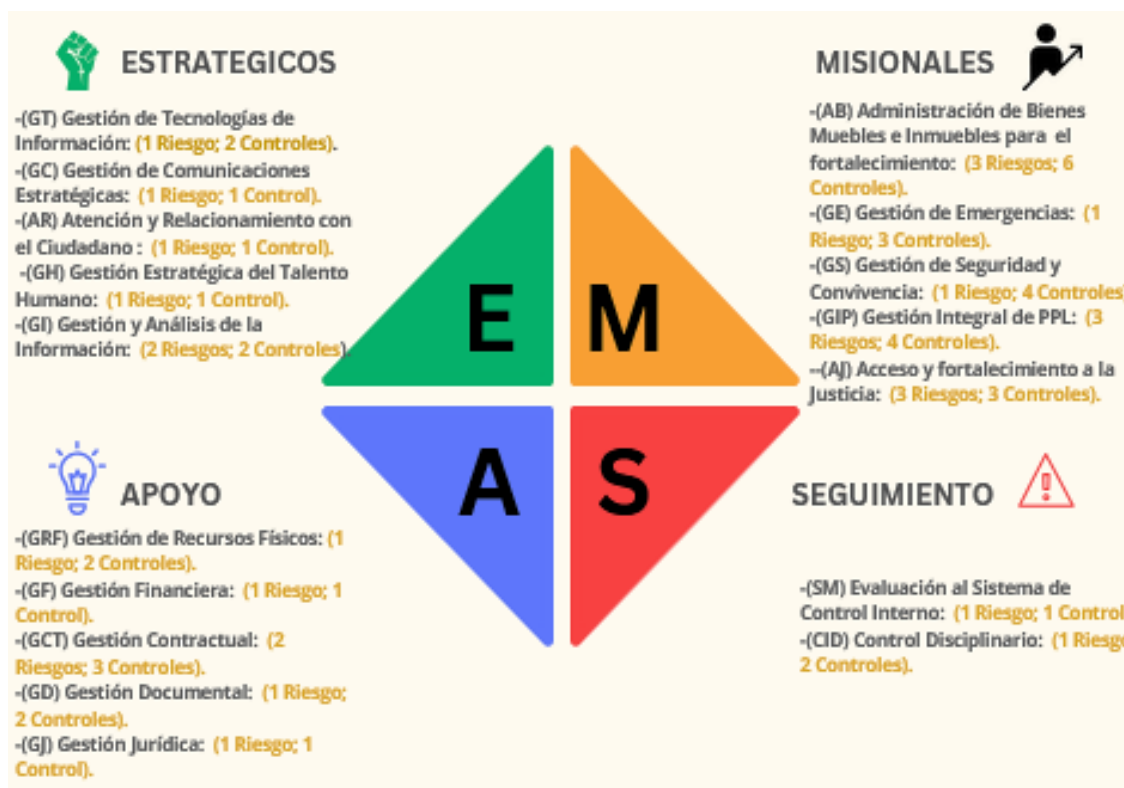 ESTRATEGICOS
-(GT) Gestión de Tecnologías de
Información: (1 Riesgo; 2 Controles).
-(GC) Gestión de Comunicaciones
Estratégicas: (1 Riesgo; 1 Control).
-(AR) Atención y Relacionamiento con
el Ciudadano : (1 Riesgo; 1 Control).
-(GH) Gestión Estratégica del Talento
Humano: (1 Riesgo; 1 Control).
-(GI) Gestión y Análisis de la
Información: (2 Riesgos; 2 Controles).
MISIONALES
-(AB) Administración de Bienes
Muebles e Inmuebles para el
fortalecimiento: (3 Riesgos; 6
Controles).
-(GE) Gestión de Emergencias: (1
Riesgo; 3 Controles).
-(GS) Gestión de Seguridad y
Convivencia: (1 Riesgo; 4 Controles)
-(GIP) Gestión Integral de PPL: (3
Riesgos; 4 Controles).
--(AJ) Acceso y fortalecimiento a la
Justicia: (3 Riesgos; 3 Controles).
E
M
A
S
APOYO
-(GRF) Gestión de Recursos Físicos: (1
Riesgo; 2 Controles).
-(GF) Gestión Financiera: (1 Riesgo; 1
Control).
-(GCT) Gestión Contractual: (2
Riesgos; 3 Controles).
-(GD) Gestión Documental: (1 Riesgo;
2 Controles).
-(GJ) Gestión Jurídica: (1 Riesgo; 1
Control).
SEGUIMIENTO
-(SM) Evaluación al Sistema de
Control Interno: (1 Riesgo; 1 Control
-(CID) Control Disciplinario: (1 Riesgo
2 Controles).